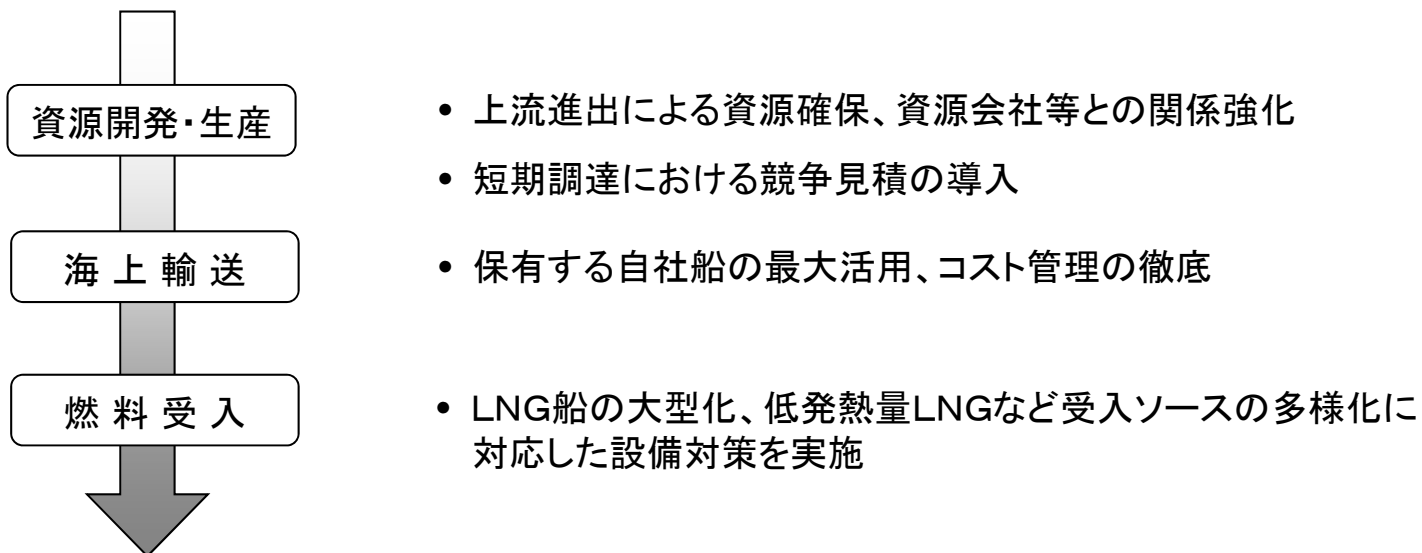 資源開発・生産
• 上流進出による資源確保、資源会社等との関係強化
• 短期調達における競争見積の導入
海上輸送
• 保有する自社船の最大活用、コスト管理の徹底
燃料受入
• LNG船の大型化、低発熱量LNGなど受入ソースの多様化に
対応した設備対策を実施